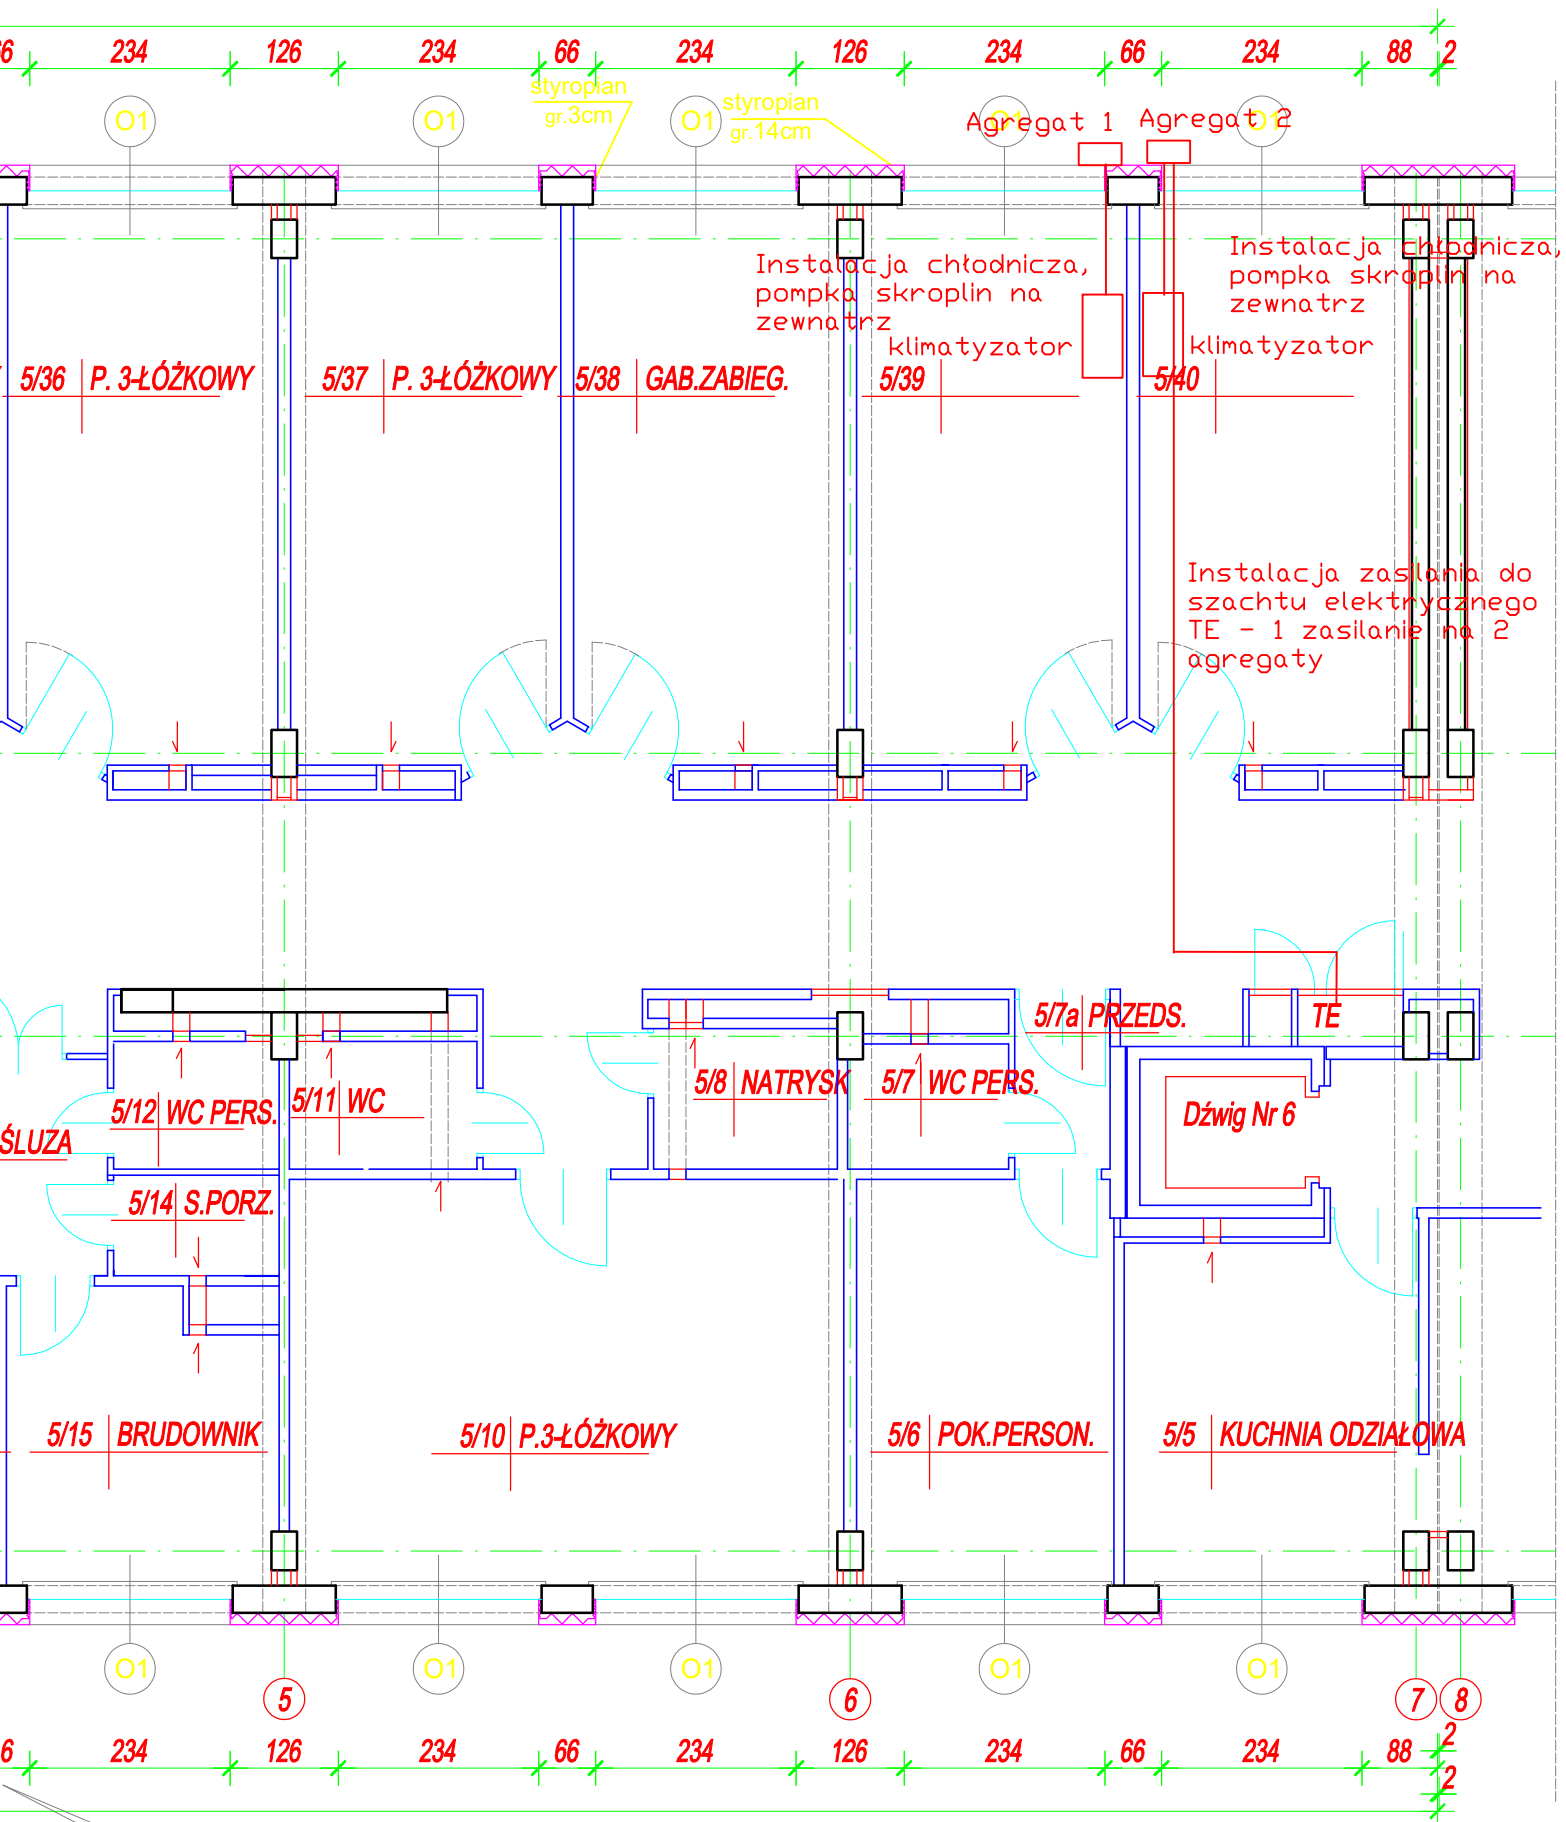 66 234 126 234 66 234 126 234 66 234 88 2
styropian
gr.3cm
styropian
gr.14cm
O1 O1 O1 O1 O1
Agregat 1
Agregat 2
Instalacja chłodnicza,
pompka skroplin na
zewnatrz
klimatyzator
Instalacja chłodnicza,
pompka skroplin na
zewnatrz
klimatyzator
5/36 P. 3-ŁÓŻKOWY
5/37 P. 3-ŁÓŻKOWY
5/38 GAB.ZABIEG.
5/39
5/40
Instalacja zasilania do
szachtu elektrycznego
TE - 1 zasilanie na 2
agregaty
5/7a PRZEDS.
TE
5/12 WC PERS.
5/11 WC
5/8 NATRYSK
5/7 WC PERS.
Dźwig Nr 6
ŚLUZA
5/14 S.PORZ.
5/15 BRUDOWNIK
5/10 P.3-ŁÓŻKOWY
5/6 POK.PERSON.
5/5 KUCHNIA ODZIAŁOWA
O1 O1 O1 O1 O1
5 6 7 8
6 234 126 234 66 234 126 234 66 234 88 2
2